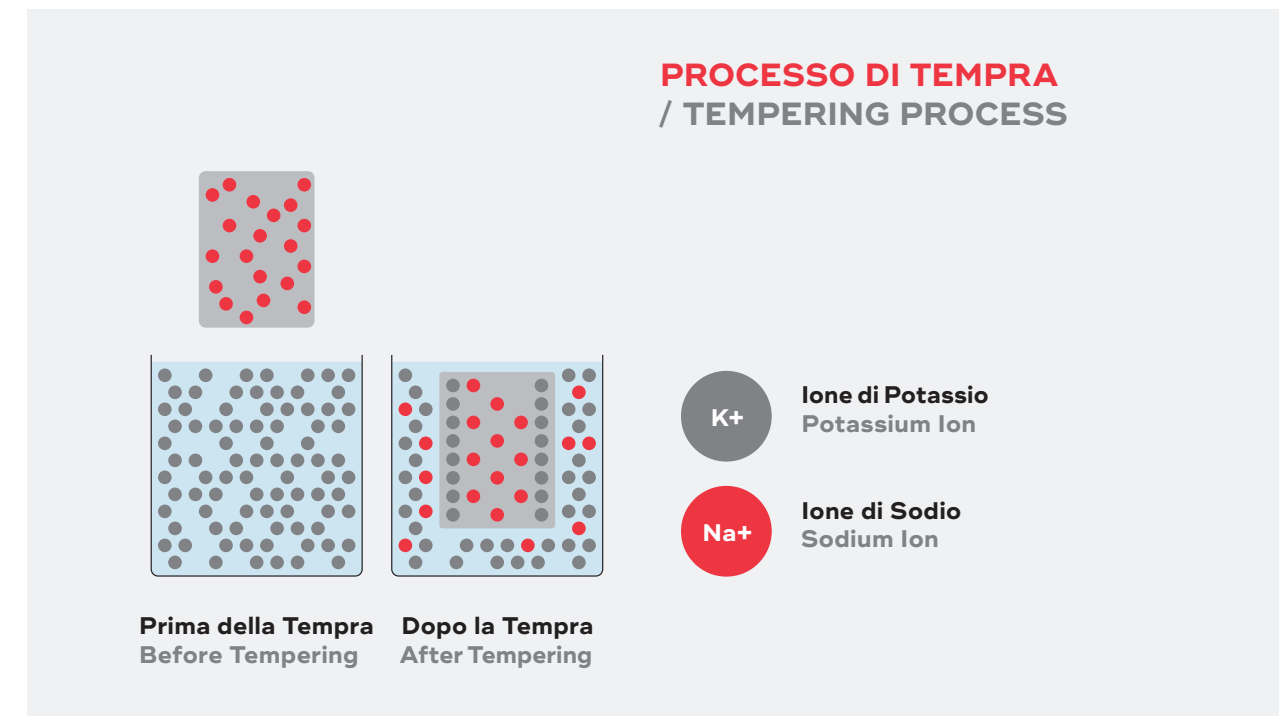 PROCESSO DI TEMPRA
/ TEMPERING PROCESS
K+
Ione di Potassio
Potassium Ion
Na+
Ione di Sodio
Sodium Ion
Prima della Tempra
Before Tempering
Dopo la Tempra
After Tempering